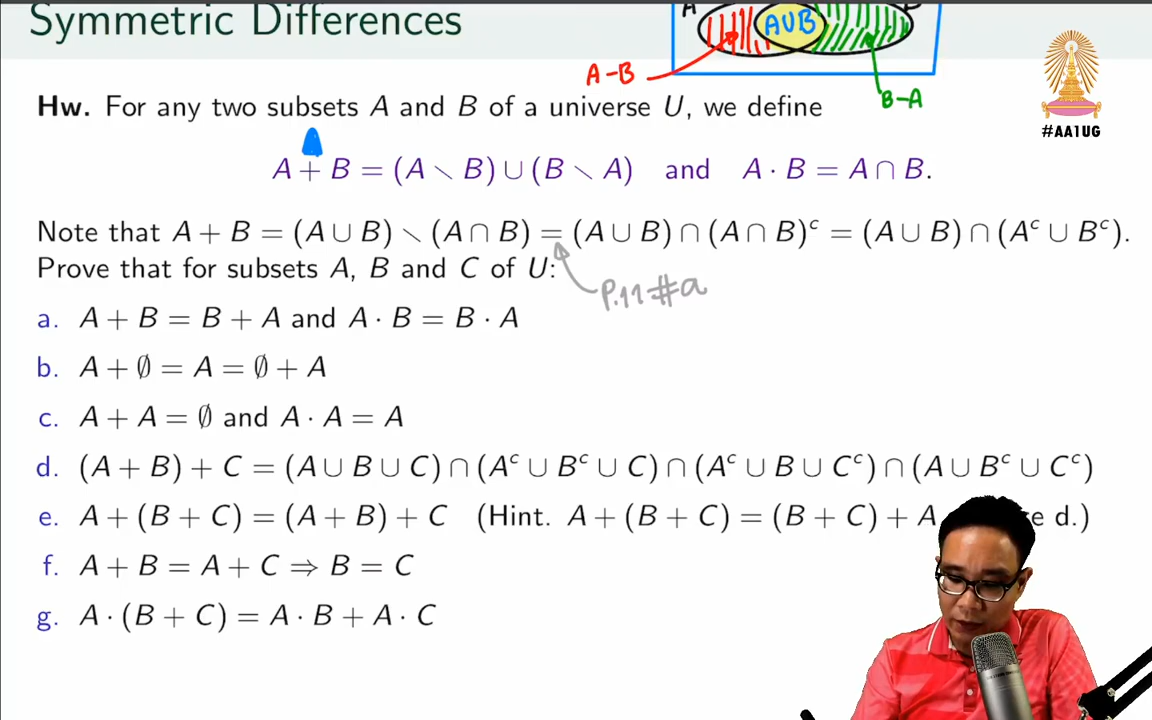 Symmetric Differences
A
A∪B
A-B
B-A
#AA1UG
Hw. For any two subsets A and B of a universe U, we define
A + B = (A ∖ B) ∪ (B ∖ A) and A · B = A ∩ B.
Note that A + B = (A ∪ B) ∖ (A ∩ B) = (A ∪ B) ∩ (A ∩ B)ᶜ = (A ∪ B) ∩ (Aᶜ ∪ Bᶜ).
Prove that for subsets A, B and C of U:
P.11 #a
a. A + B = B + A and A · B = B · A
b. A + ∅ = A = ∅ + A
c. A + A = ∅ and A · A = A
d. (A + B) + C = (A ∪ B ∪ C) ∩ (Aᶜ ∪ Bᶜ ∪ C) ∩ (Aᶜ ∪ B ∪ Cᶜ) ∩ (A ∪ Bᶜ ∪ Cᶜ)
e. A + (B + C) = (A + B) + C (Hint. A + (B + C) = (B + C) + A d.)
f. A + B = A + C ⇒ B = C
g. A · (B + C) = A · B + A · C